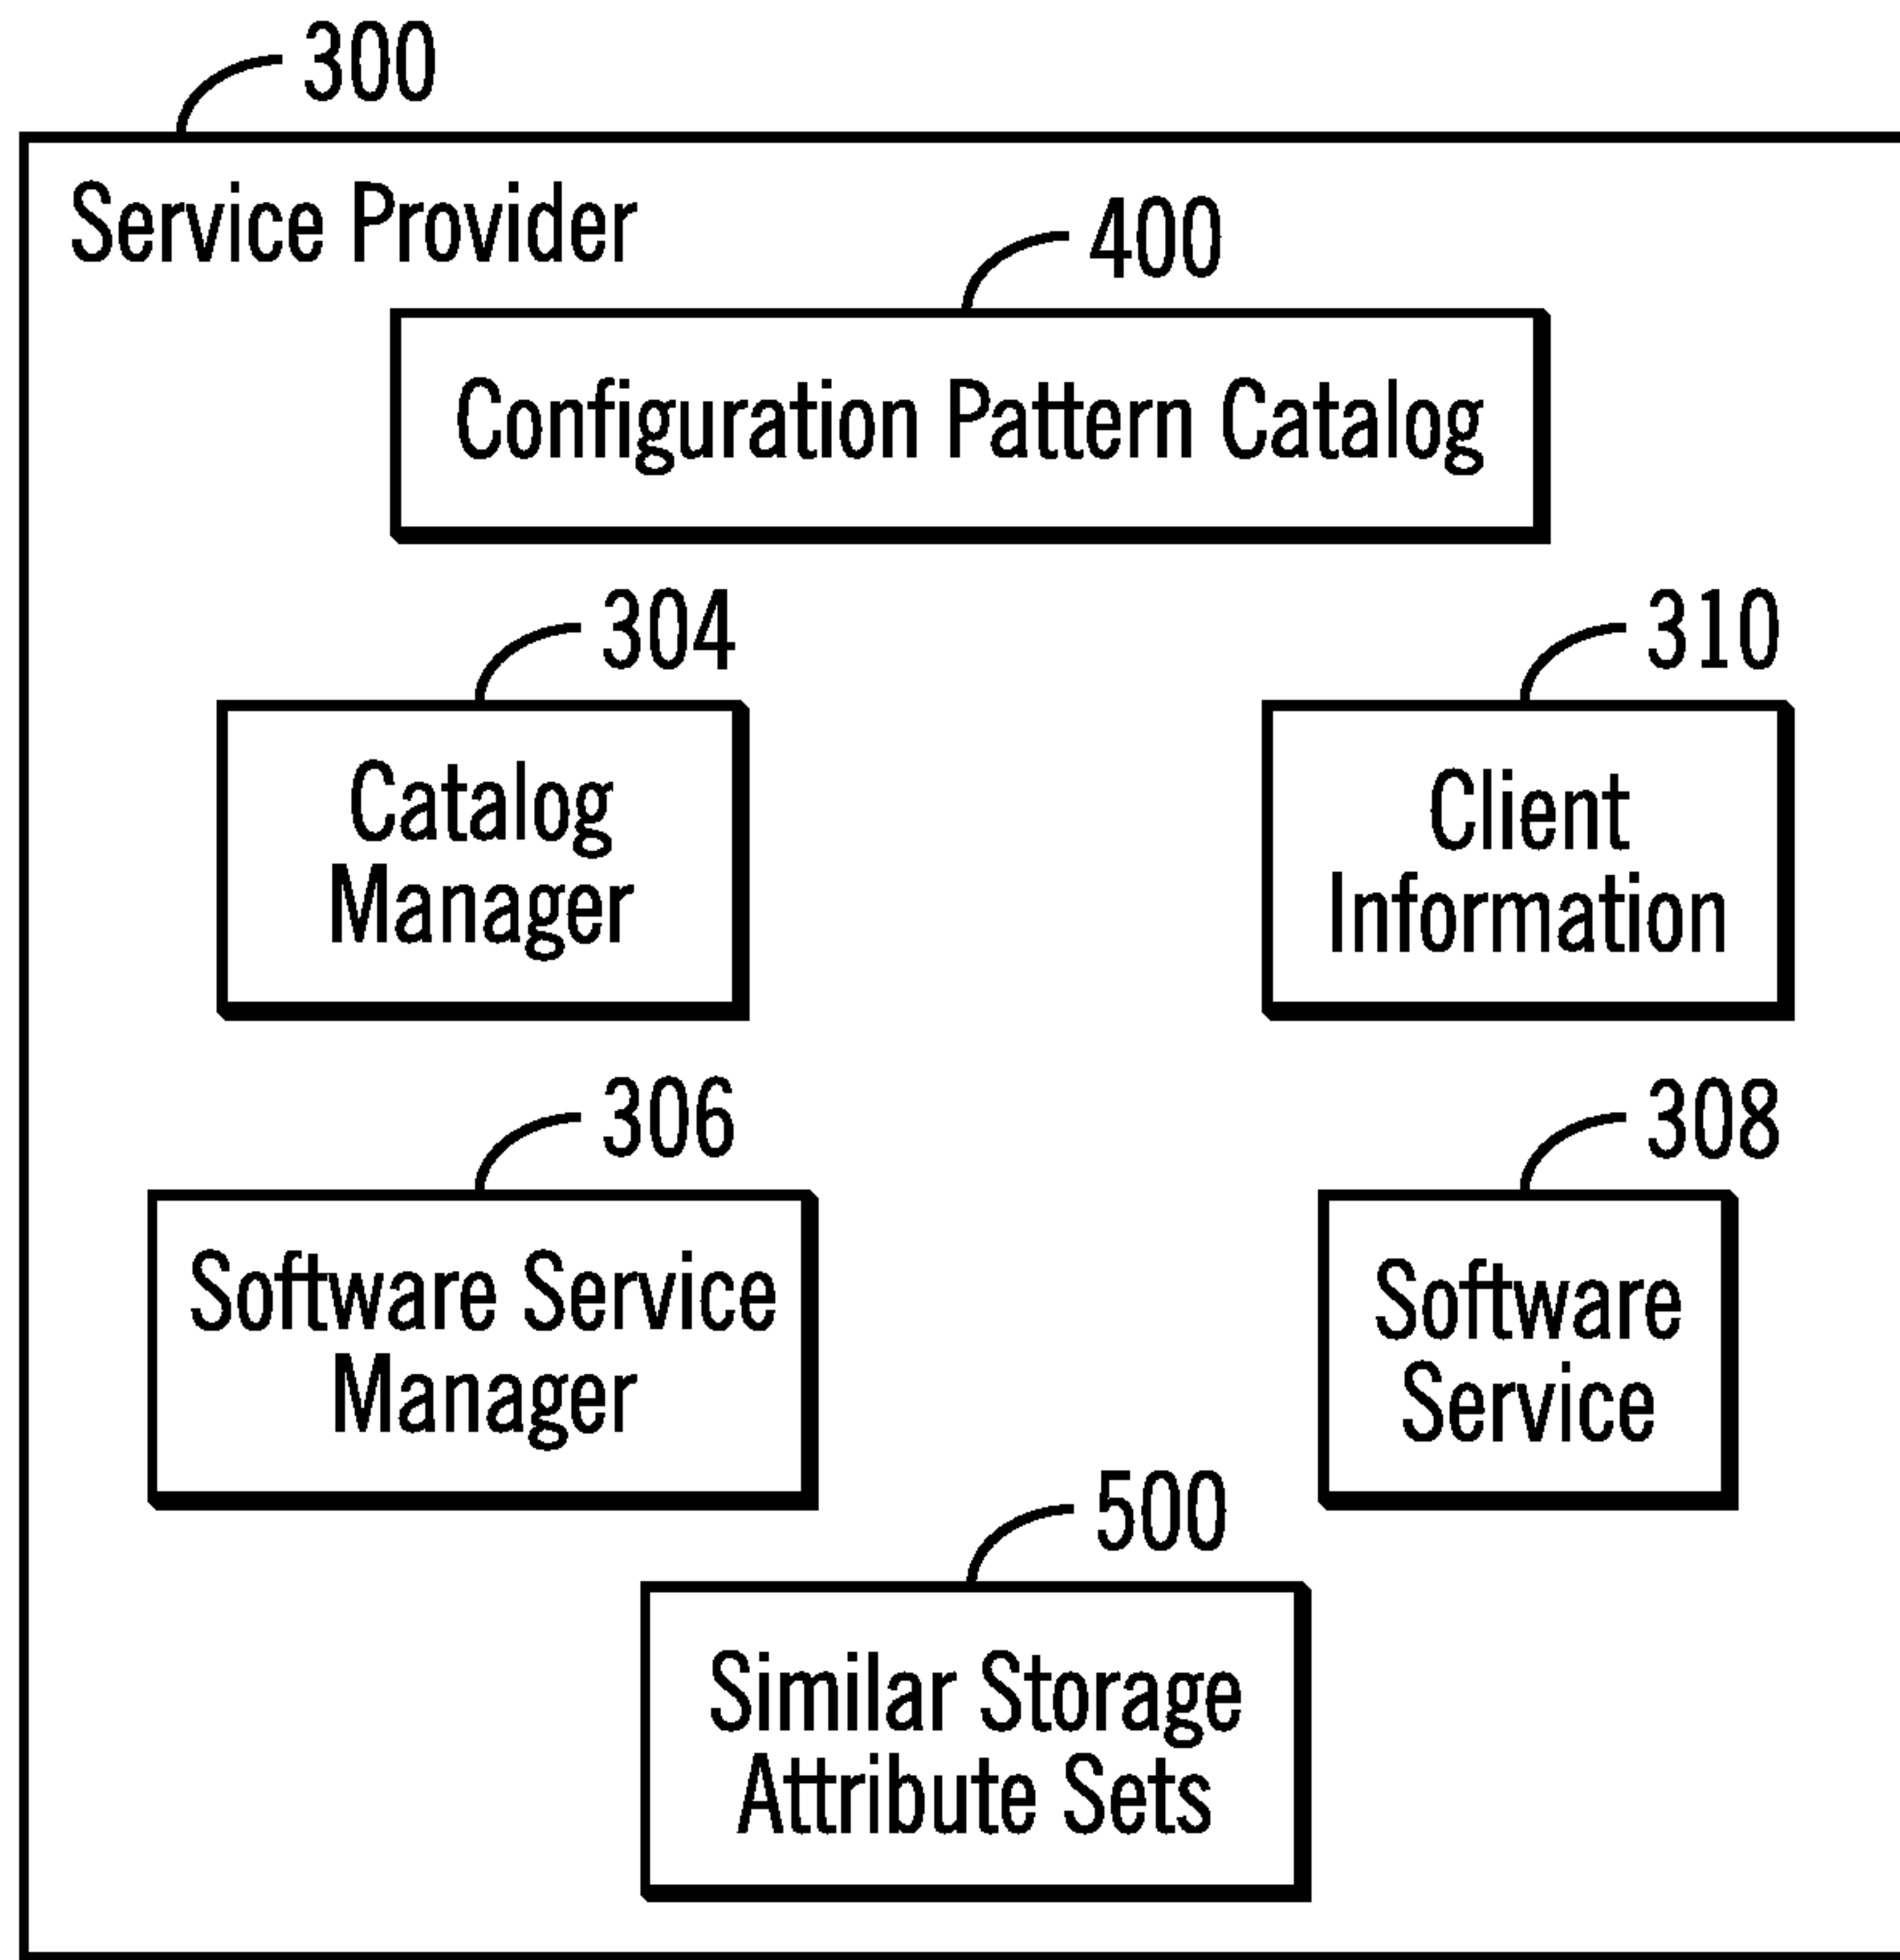 300
Service Provider
400
Configuration Pattern Catalog
304
310
Catalog
Manager
Client
Information
306
308
Software Service
Manager
Software
Service
500
Similar Storage
Attribute Sets